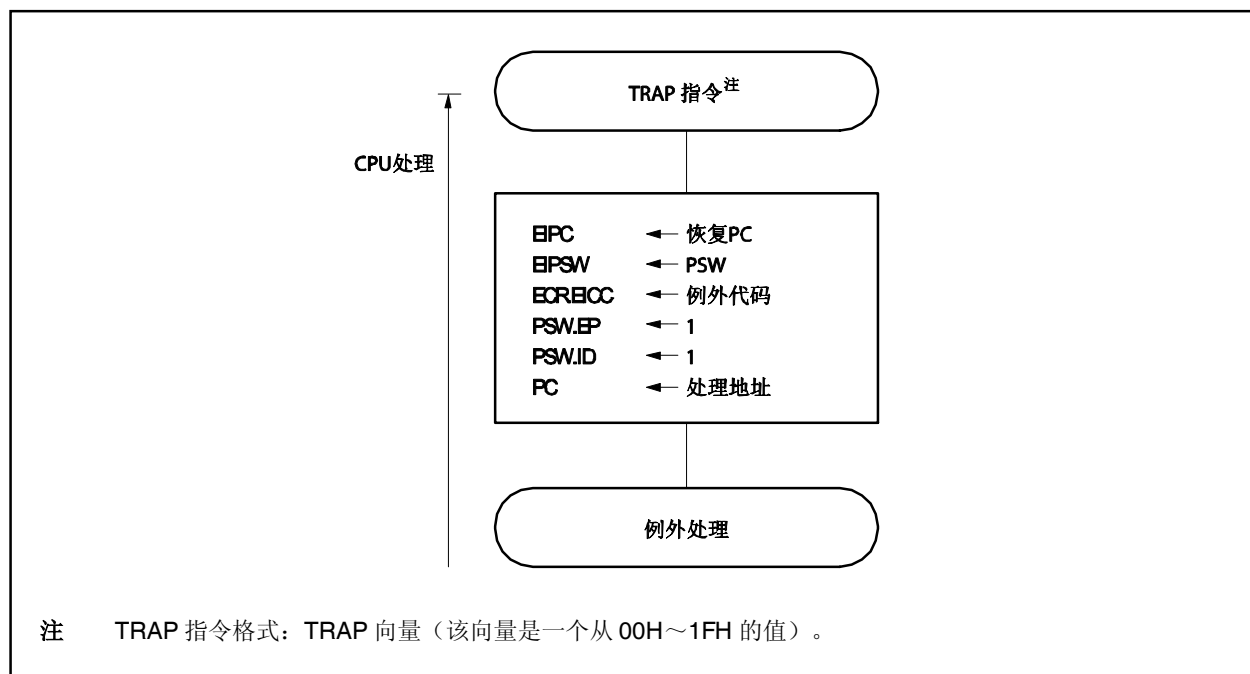 TRAP 指令注
CPU处理
EIPC ← 恢复PC
EIPSW ← PSW
ECR.EICC ← 例外代码
PSW.EP ← 1
PSW.ID ← 1
PC ← 处理地址
例外处理
注 TRAP 指令格式：TRAP 向量（该向量是一个从 00H～1FH 的值）。